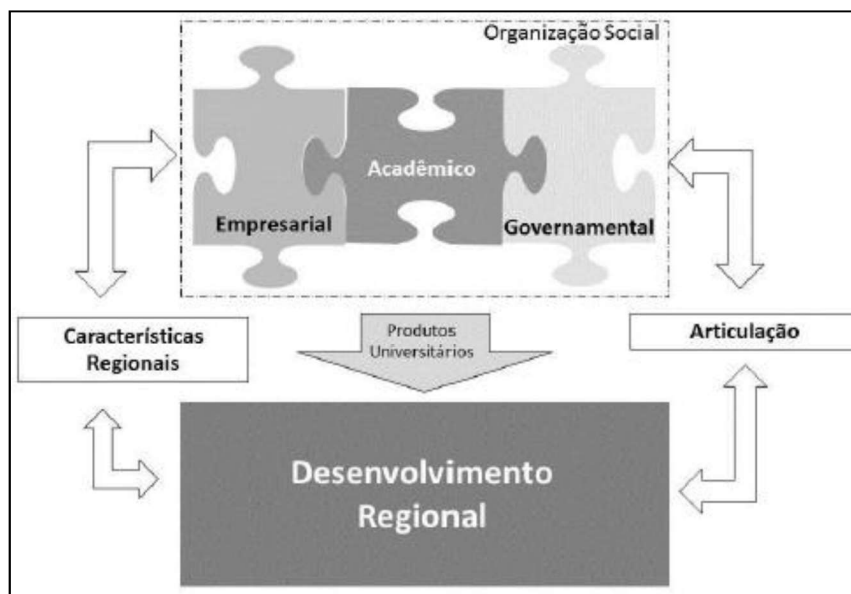 Organização Social
Acadêmico
Empresarial
Governamental
Características
Regionais
Produtos
Universitários
Articulação
Desenvolvimento
Regional